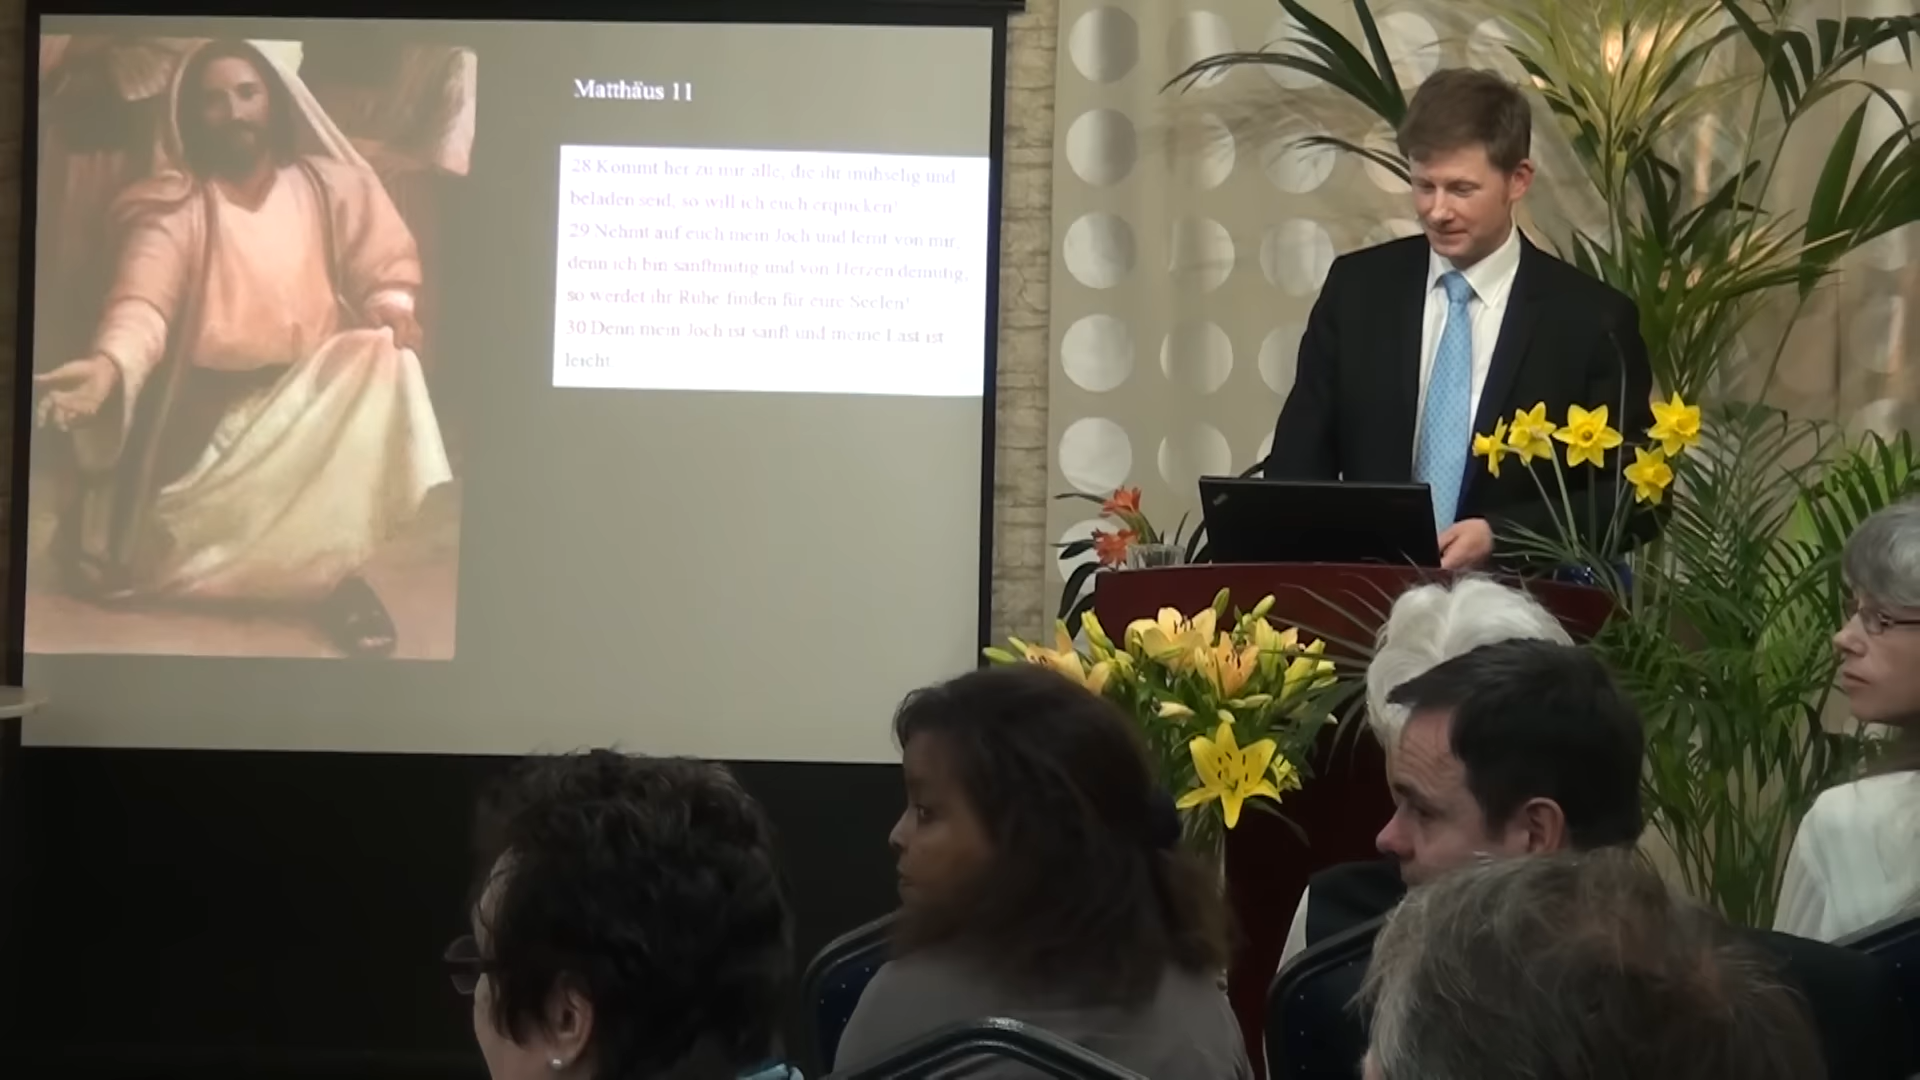 Matthäus 11
28 Kommt her zu mir alle, die ihr mühselig und
beladen seid, so will ich euch erquicken!
29 Nehmt auf euch mein Joch und lernt von mir,
denn ich bin sanftmütig und von Herzen demütig,
so werdet ihr Ruhe finden für eure Seelen!
30 Denn mein Joch ist sanft und meine Last ist
leicht.